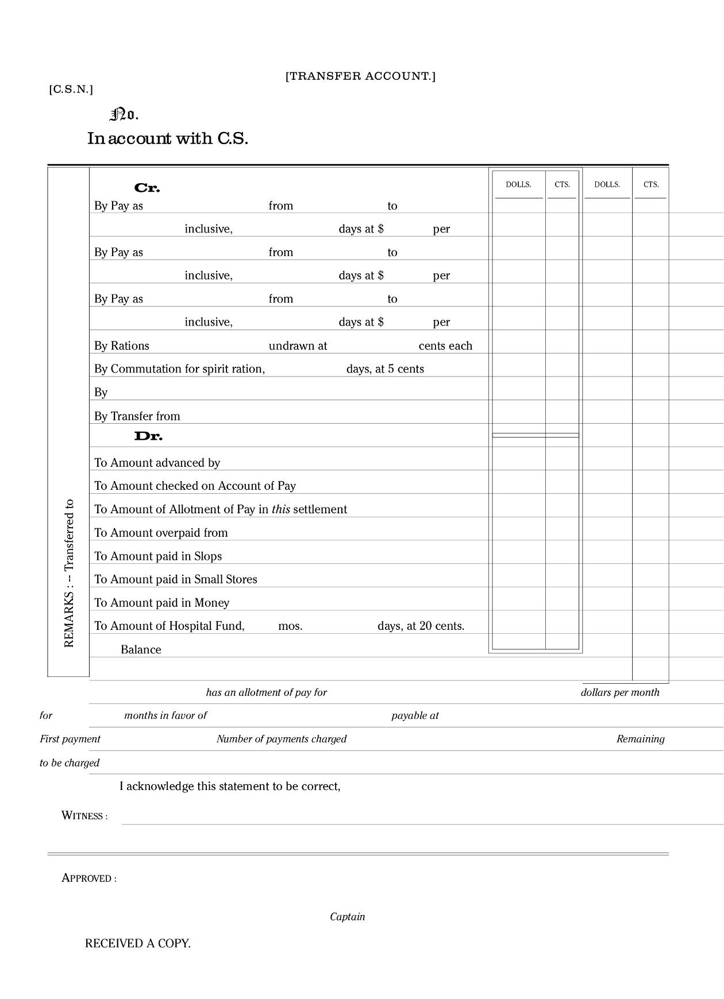 [TRANSFER ACCOUNT.]
[C.S.N.]
No.
In account with C.S.
DOLLS. CTS. DOLLS. CTS.
Cr.
By Pay as from to
inclusive, days at $ per
By Pay as from to
inclusive, days at $ per
By Pay as from to
inclusive, days at $ per
By Rations undrawn at cents each
By Commutation for spirit ration, days, at 5 cents
By
By Transfer from
Dr.
To Amount advanced by
To Amount checked on Account of Pay
To Amount of Allotment of Pay in this settlement
To Amount overpaid from
To Amount paid in Slops
To Amount paid in Small Stores
To Amount paid in Money
To Amount of Hospital Fund, mos. days, at 20 cents.
Balance
REMARKS : -- Transferred to
has an allotment of pay for dollars per month
for months in favor of payable at
First payment Number of payments charged Remaining
to be charged
I acknowledge this statement to be correct,
WITNESS :
APPROVED :
Captain
RECEIVED A COPY.